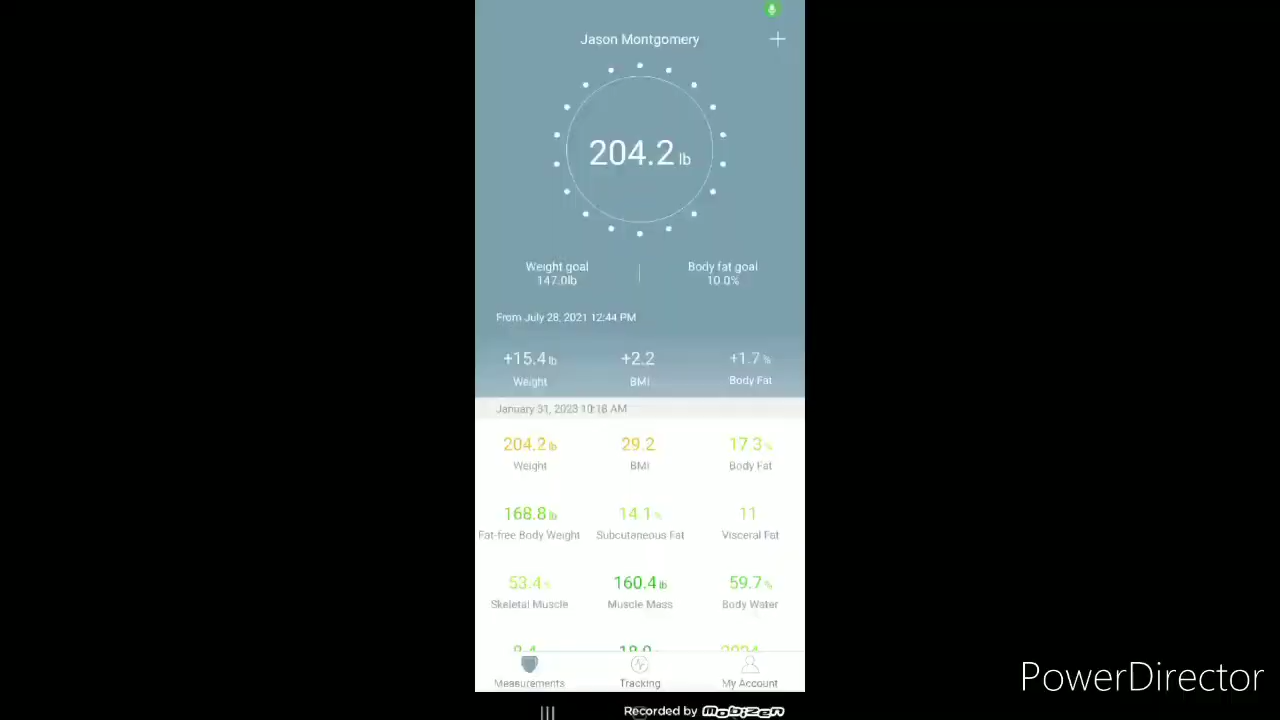 Jason Montgomery
204.2 lb
Weight goal Body fat goal
147.0lb 10.0%
From July 28, 2021 12:44 PM
+15.4 lb +2.2 +1.7 %
Weight BMI Body Fat
January 31, 2023 10:18 AM
204.2 lb 29.2 17.3 %
Weight BMI Body Fat
168.8 lb 14.1 % 11
Fat-free Body Weight Subcutaneous Fat Visceral Fat
53.4 % 160.4 lb 59.7 %
Skeletal Muscle Muscle Mass Body Water
Measurements Tracking My Account
PowerDirector
Recorded by Mobizen